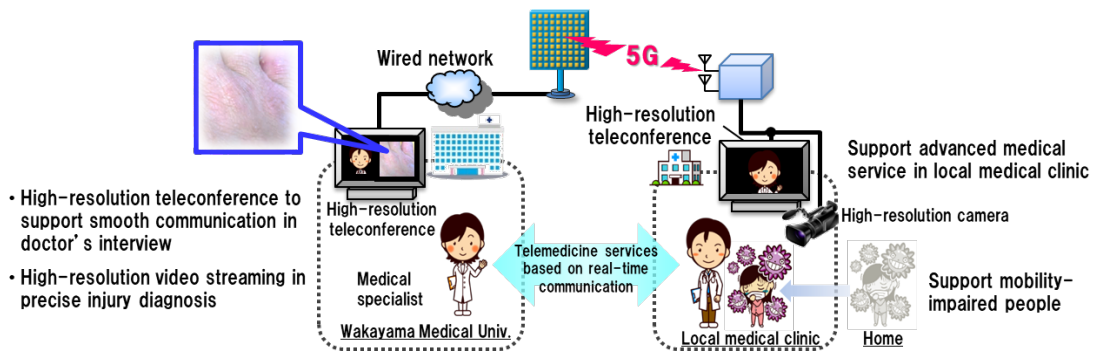 Wired network
5G
High-resolution
teleconference
Support advanced medical
service in local medical clinic
• High-resolution teleconference to
support smooth communication in
doctor's interview
• High-resolution video streaming in
precise injury diagnosis
High-resolution
teleconference
High-resolution camera
Medical
specialist
Telemedicine services
based on real-time
communication
Support mobility-
impaired people
Wakayama Medical Univ.
Local medical clinic
Home